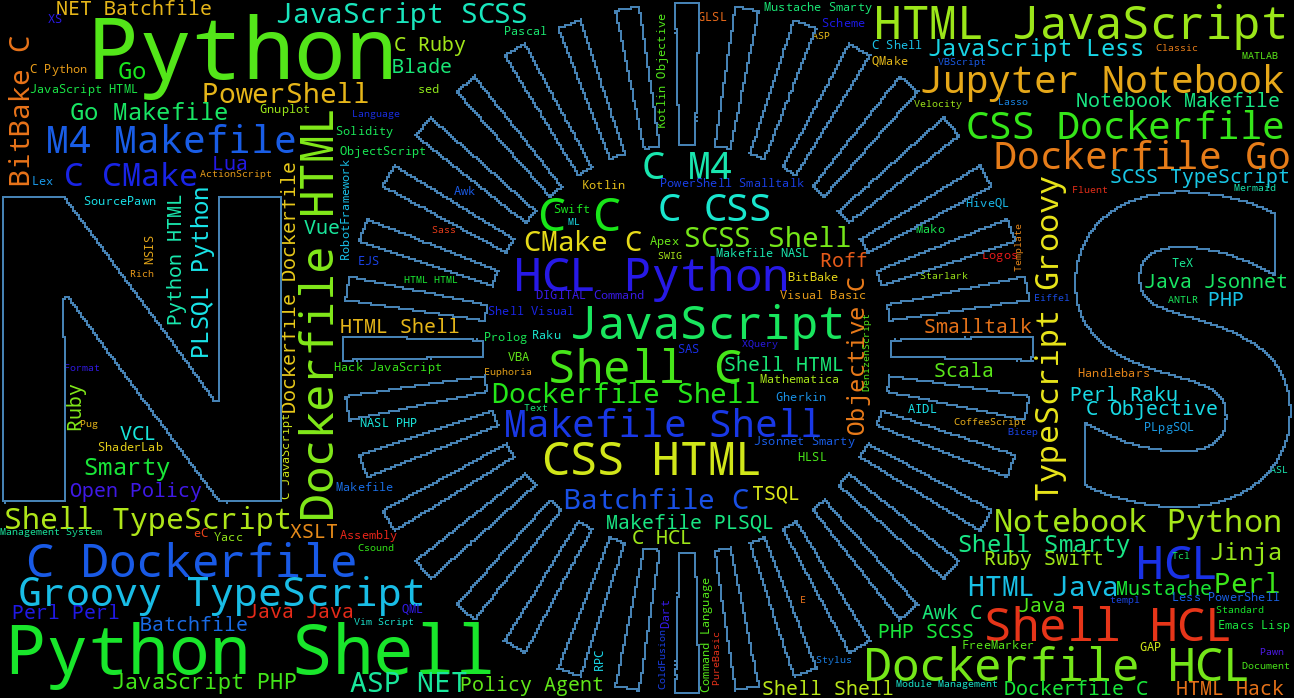 NET Batchfile
XS
JavaScript SCSS
Pascal
Mustache Smarty
GLSL
Scheme
ASP
HTML JavaScript
BitBake C
Python
C Ruby
Kotlin Objective
C Shell
JavaScript Less
Classic
MATLAB
C Python
Go
Blade
QMake
VBScript
JavaScript HTML
PowerShell
sed
Jupyter Notebook
Go Makefile
Gnuplot
Language
Velocity
Lasso
Notebook Makefile
M4 Makefile
Solidity
CSS Dockerfile
ObjectScript
C M4
Dockerfile Go
Lex
C CMake
Lua
ActionScript
Dockerfile HTML
RobotFramework
Awk
Kotlin
PowerShell Smalltalk
SCSS TypeScript
Fluent
Mermaid
SourcePawn
Python HTML
PLSQL Python
Dockerfile Dockerfile
C C
Swift
ML
C CSS
HiveQL
Vue
Sass
CMake C
Apex
SCSS Shell
Mako
Template
TypeScript Groovy
NSIS
Rich
EJS
SWIG
Makefile NASL
Roff
Logos
TeX
HTML HTML
HCL Python
BitBake
Starlark
Java Jsonnet
DIGITAL Command
Visual Basic
Eiffel
ANTLR
PHP
Shell Visual
JavaScript
Objective C
DenizenScript
HTML Shell
Prolog
Raku
Smalltalk
VBA
SAS
XQuery
Format
Hack JavaScript
Euphoria
Shell C
Shell HTML
Mathematica
Scala
Handlebars
Ruby
Pug
Dockerfile Shell
Gherkin
Perl Raku
Text
AIDL
C Objective
C JavaScript
NASL PHP
Makefile Shell
CoffeeScript
Bicep
PLpgSQL
VCL
ShaderLab
Jsonnet Smarty
Smarty
CSS HTML
HLSL
ASL
Open Policy
Makefile
Batchfile C
TSQL
Shell TypeScript
Management System
eC
Yacc
XSLT
Assembly
Csound
Makefile PLSQL
C HCL
Notebook Python
Shell Smarty
Ruby Swift
HCL
Tcl
Jinja
C Dockerfile
Groovy TypeScript
HTML Java
Mustache
Perl
Perl Perl
Java Java
QML
Dart
Command Language
E
templ
Less PowerShell
Batchfile
Vim Script
Awk C
Java
Shell HCL
Standard
Emacs Lisp
Python Shell
RPC
ColdFusion
PureBasic
Stylus
PHP SCSS
FreeMarker
GAP
Pawn
Dockerfile HCL
Document
JavaScript PHP
ASP NET
Policy Agent
Shell Shell
Module Management
Dockerfile C
HTML Hack